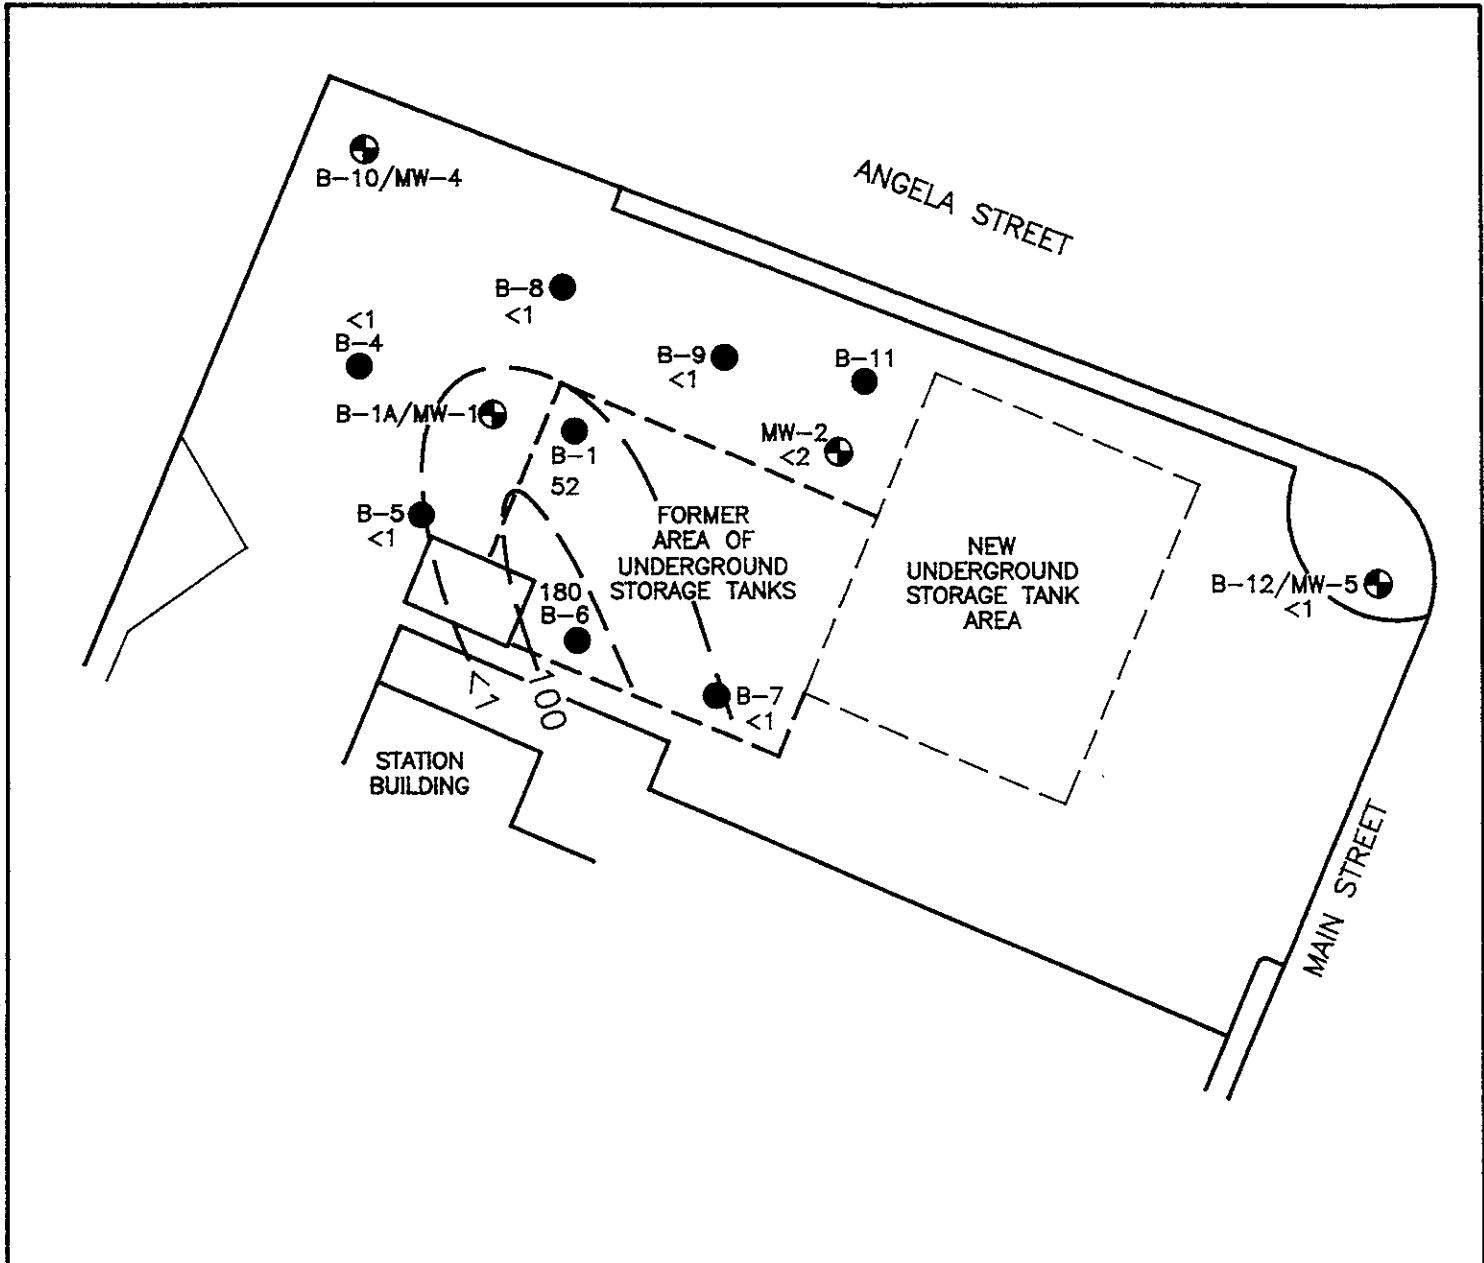 ANGELA STREET
B-10/MW-4
B-8
<1
<1
B-4
B-9
<1
B-11
B-1A/MW-1
MW-2
<2
B-1
52
B-5
<1
FORMER
AREA OF
UNDERGROUND
STORAGE TANKS
NEW
UNDERGROUND
STORAGE TANK
AREA
B-12/MW-5
<1
180
B-6
B-7
<1
<1
100
STATION
BUILDING
MAIN STREET